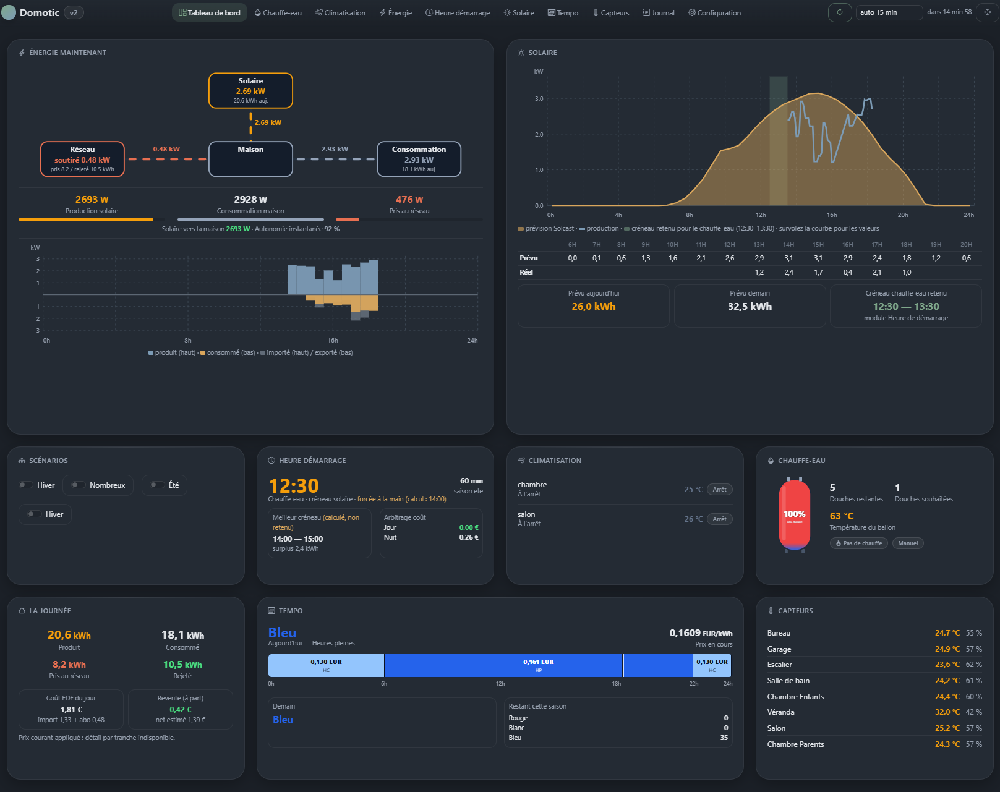 Domotic v2
Tableau de bord Chauffe-eau Climatisation Énergie Heure démarrage Solaire Tempo Capteurs Journal Configuration
auto 15 min dans 14 min 58
ÉNERGIE MAINTENANT
Solaire
2.69 kW
20.6 kWh auj.
2.69 kW
Réseau
soutiré 0.48 kW
pris 8.2 / rejeté 10.5 kWh
0.48 kW
Maison
2.93 kW
Consommation
2.93 kW
18.1 kWh auj.
2693 W
Production solaire
2928 W
Consommation maison
476 W
Pris au réseau
Solaire vers la maison 2693 W · Autonomie instantanée 92 %
kW
3
2
1
1
2
3
0h 8h 16h 24h
produit (haut) · consommé (bas) · importé (haut) / exporté (bas)
SOLAIRE
kW
3.0
2.0
1.0
0.0
0h 4h 8h 12h 16h 20h 24h
prévision Solcast · production · créneau retenu pour le chauffe-eau (12:30–13:30) · survolez la courbe pour les valeurs
6H 7H 8H 9H 10H 11H 12H 13H 14H 15H 16H 17H 18H 19H 20H
Prévu 0,0 0,1 0,6 1,3 1,6 2,1 2,6 2,9 3,1 3,1 2,9 2,4 1,8 1,2 0,6
Réel — — — — — — — 1,2 2,4 1,7 0,4 2,1 1,0 — —
Prévu aujourd'hui
26,0 kWh
Prévu demain
32,5 kWh
Créneau chauffe-eau retenu
12:30 — 13:30
module Heure de démarrage
SCÉNARIOS
Hiver Nombreux Été
Hiver
HEURE DÉMARRAGE
12:30
60 min
saison ete
Chauffe-eau · créneau solaire · forcée à la main (calcul : 14:00)
Meilleur créneau (calculé, non
retenu)
14:00 — 15:00
surplus 2,4 kWh
Arbitrage coût
Jour 0,00 €
Nuit 0,26 €
CLIMATISATION
chambre
À l'arrêt
25 °C Arrêt
salon
À l'arrêt
26 °C Arrêt
CHAUFFE-EAU
100%
eau chaude
5
Douches restantes
1
Douches souhaitées
63 °C
Température du ballon
Pas de chauffe Manuel
LA JOURNÉE
20,6 kWh
Produit
18,1 kWh
Consommé
8,2 kWh
Pris au réseau
10,5 kWh
Rejeté
Coût EDF du jour
1,81 €
import 1,33 + abo 0,48
Revente (à part)
0,42 €
net estimé 1,39 €
Prix courant appliqué : détail par tranche indisponible.
TEMPO
Bleu
Aujourd'hui — Heures pleines
0,1609 EUR/kWh
Prix en cours
0,130 EUR
HC
0,161 EUR
HP
0,130 EUR
HC
0h 6h 12h 18h 22h 24h
Demain
Bleu
Restant cette saison
Rouge 0
Blanc 0
Bleu 35
CAPTEURS
Bureau 24,7 °C 55 %
Garage 24,9 °C 57 %
Escalier 23,6 °C 62 %
Salle de bain 24,2 °C 61 %
Chambre Enfants 24,4 °C 60 %
Véranda 32,0 °C 42 %
Salon 25,2 °C 57 %
Chambre Parents 24,3 °C 57 %